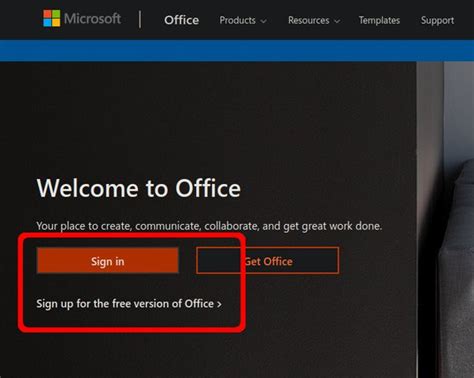 Microsoft Office Products Resources Templates Support
Welcome to Office
Your place to create, communicate, collaborate, and get great work done.
Sign in Get Office
Sign up for the free version of Office >